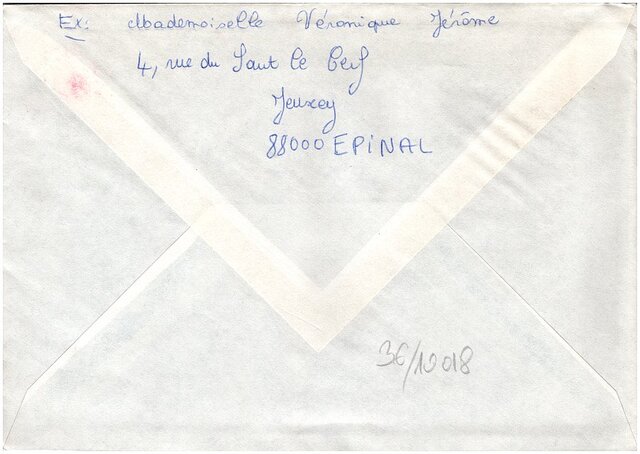 Ex: Mademoiselle Véronique Jérôme
4, rue du Saut le Cerf
Jeuxey
88000 EPINAL
36/10018